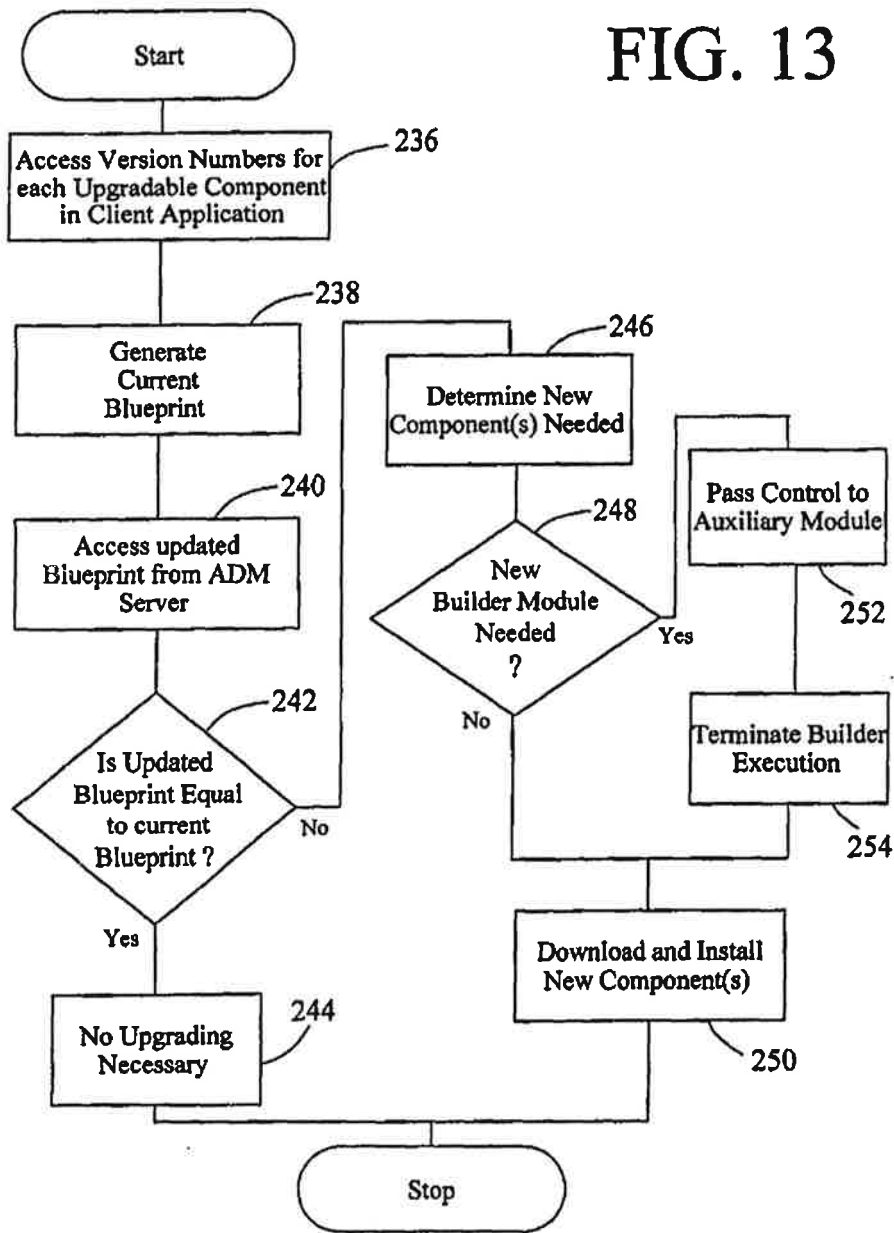 FIG. 13
Start
236
Access Version Numbers for
each Upgradable Component
in Client Application
238
Generate
Current
Blueprint
240
Access updated
Blueprint from ADM
Server
242
Is Updated
Blueprint Equal
to current
Blueprint ?
No
Yes
244
No Upgrading
Necessary
246
Determine New
Component(s) Needed
248
New
Builder Module
Needed
?
Yes
No
Pass Control to
Auxiliary Module
252
Terminate Builder
Execution
254
Download and Install
New Component(s)
250
Stop